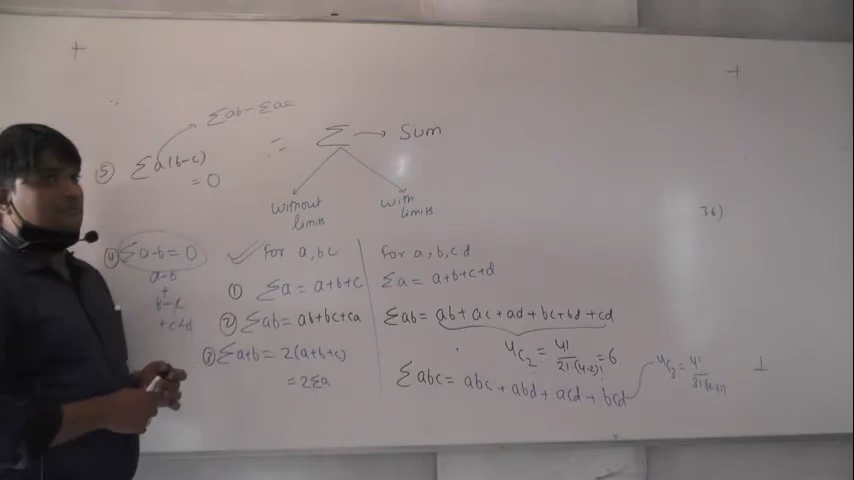 Σab - Σac
Σ → Sum
⑤ Σa(b-c)
= 0
without
limits
with
limits
36)
④ Σa-b = 0
a-b
+
b-c
for a, b c
① Σa = a+b+c
② Σab = ab+bc+ca
③ Σa+b = 2(a+b+c)
= 2Σa
for a, b, c d
Σa = a+b+c+d
Σab = ab + ac + ad + bc + bd + cd
4C2 = 4!/2!(4-2)! = 6
Σabc = abc + abd + acd + bcd
4C3 = 4!/3!(4-3)!